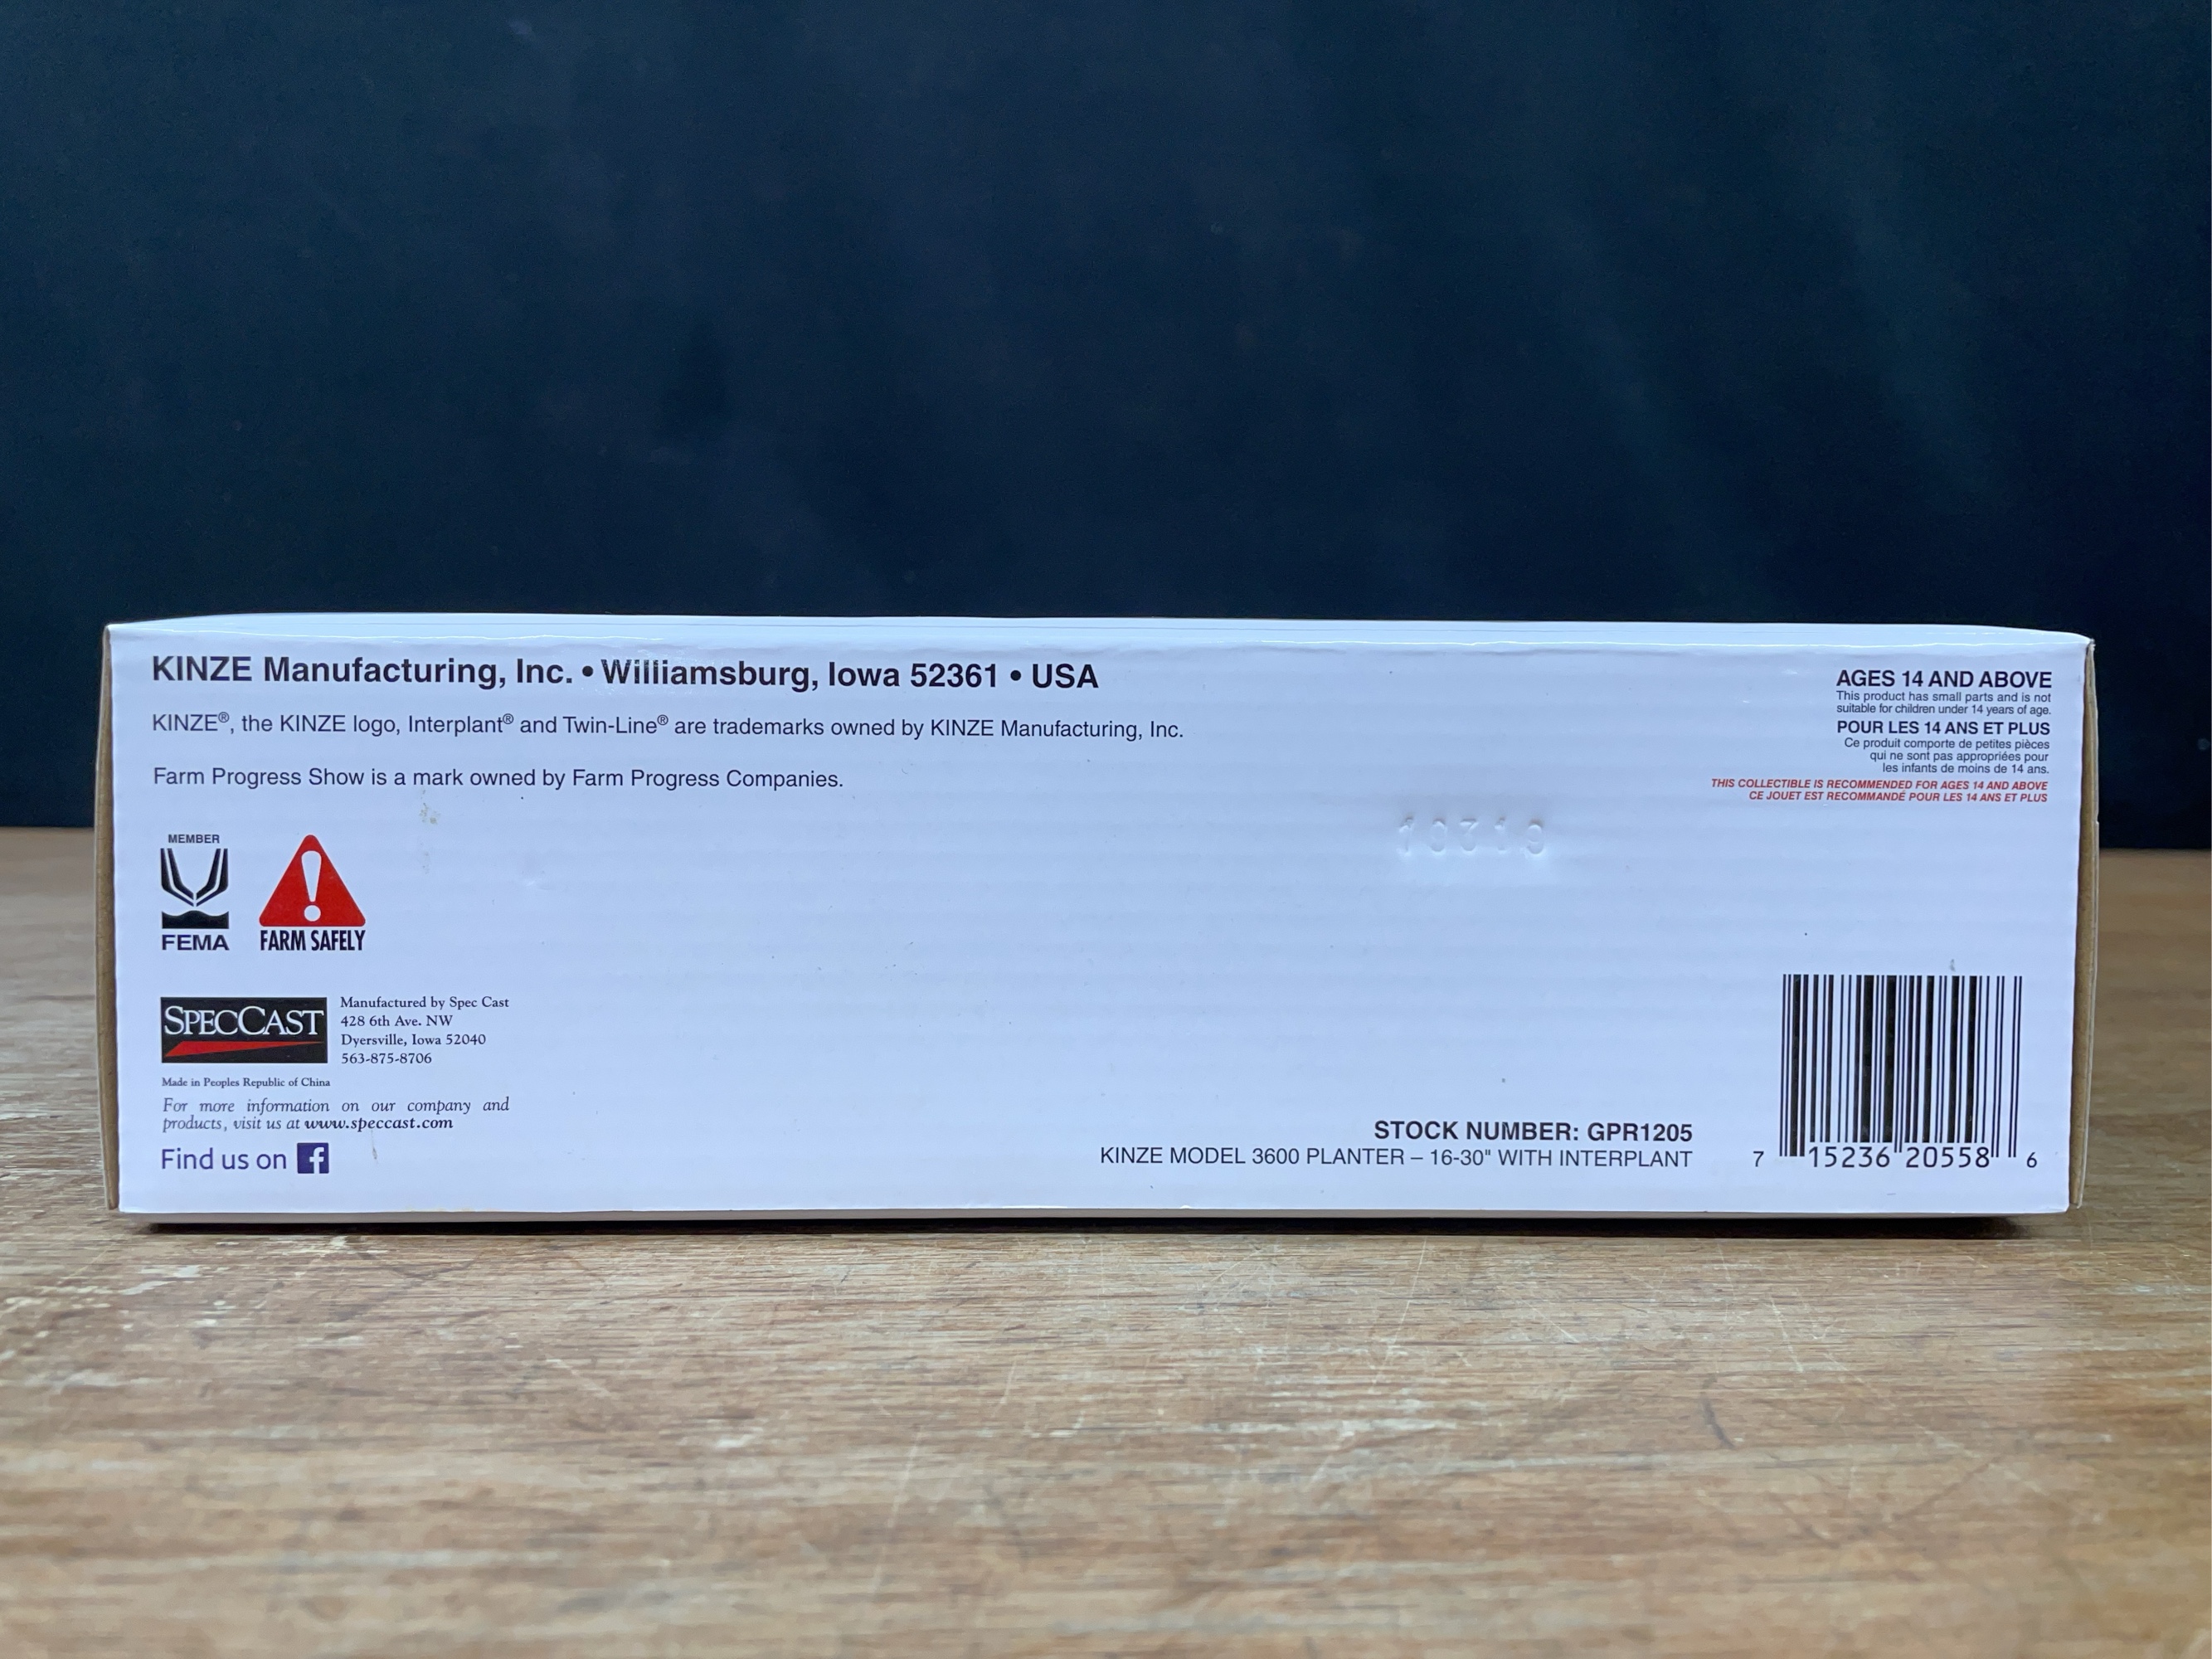 KINZE Manufacturing, Inc. • Williamsburg, Iowa 52361 • USA
KINZE®, the KINZE logo, Interplant® and Twin-Line® are trademarks owned by KINZE Manufacturing, Inc.
Farm Progress Show is a mark owned by Farm Progress Companies.
AGES 14 AND ABOVE
This product has small parts and is not
suitable for children under 14 years of age.
POUR LES 14 ANS ET PLUS
Ce produit comporte de petites pièces
qui ne sont pas appropriées pour
les infants de moins de 14 ans.
THIS COLLECTIBLE IS RECOMMENDED FOR AGES 14 AND ABOVE
CE JOUET EST RECOMMANDÉ POUR LES 14 ANS ET PLUS
10319
MEMBER
FEMA
FARM SAFELY
SPECCAST
Manufactured by Spec Cast
428 6th Ave. NW
Dyersville, Iowa 52040
563-875-8706
Made in Peoples Republic of China
For more information on our company and
products, visit us at www.speccast.com
Find us on f
STOCK NUMBER: GPR1205
KINZE MODEL 3600 PLANTER – 16-30" WITH INTERPLANT
7 15236 20558 6